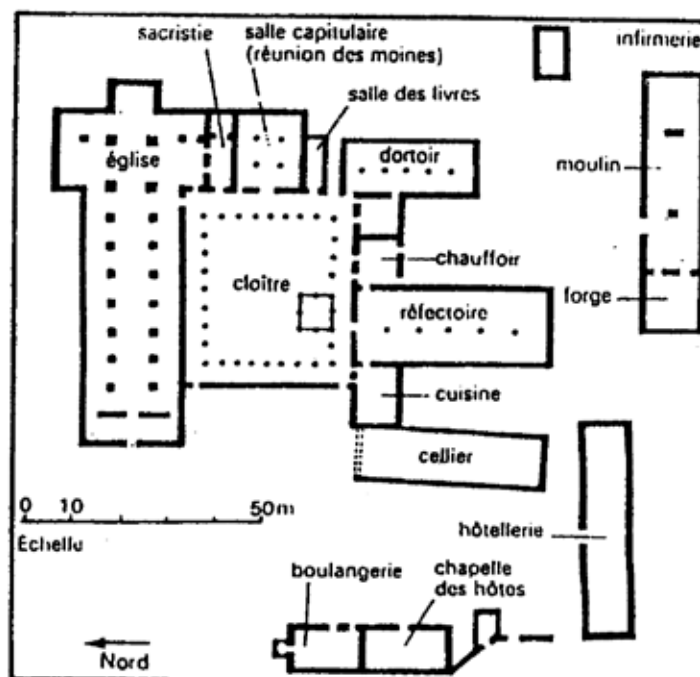 sacristie
salle capitulaire
(réunion des moines)
infirmerie
salle des livres
église
dortoir
moulin
cloître
chauffoir
réfectoire
forge
cuisine
cellier
0 10 50m
Échelle
hôtellerie
boulangerie
chapelle
des hôtes
Nord